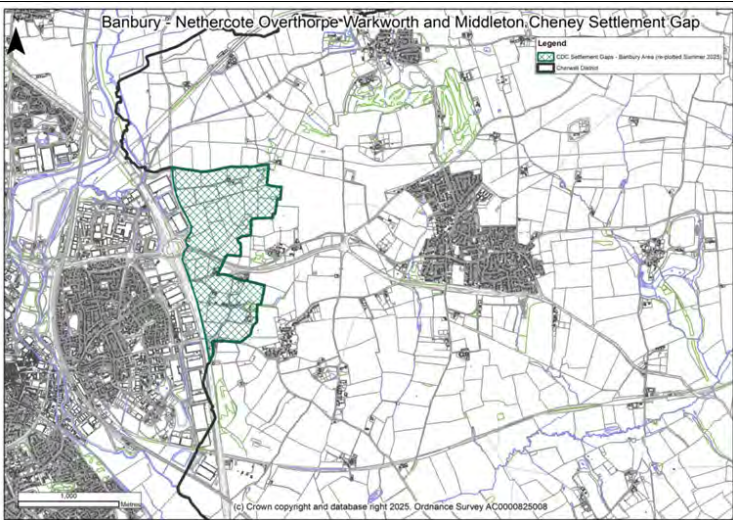 Banbury - Nethercote Overthorpe Warkworth and Middleton Cheney Settlement Gap
Legend
CDC Settlement Gaps - Banbury Area (re-plotted Summer 2025)
Cherwell District
1,000
Metres
(c) Crown copyright and database right 2025. Ordnance Survey AC0000825008